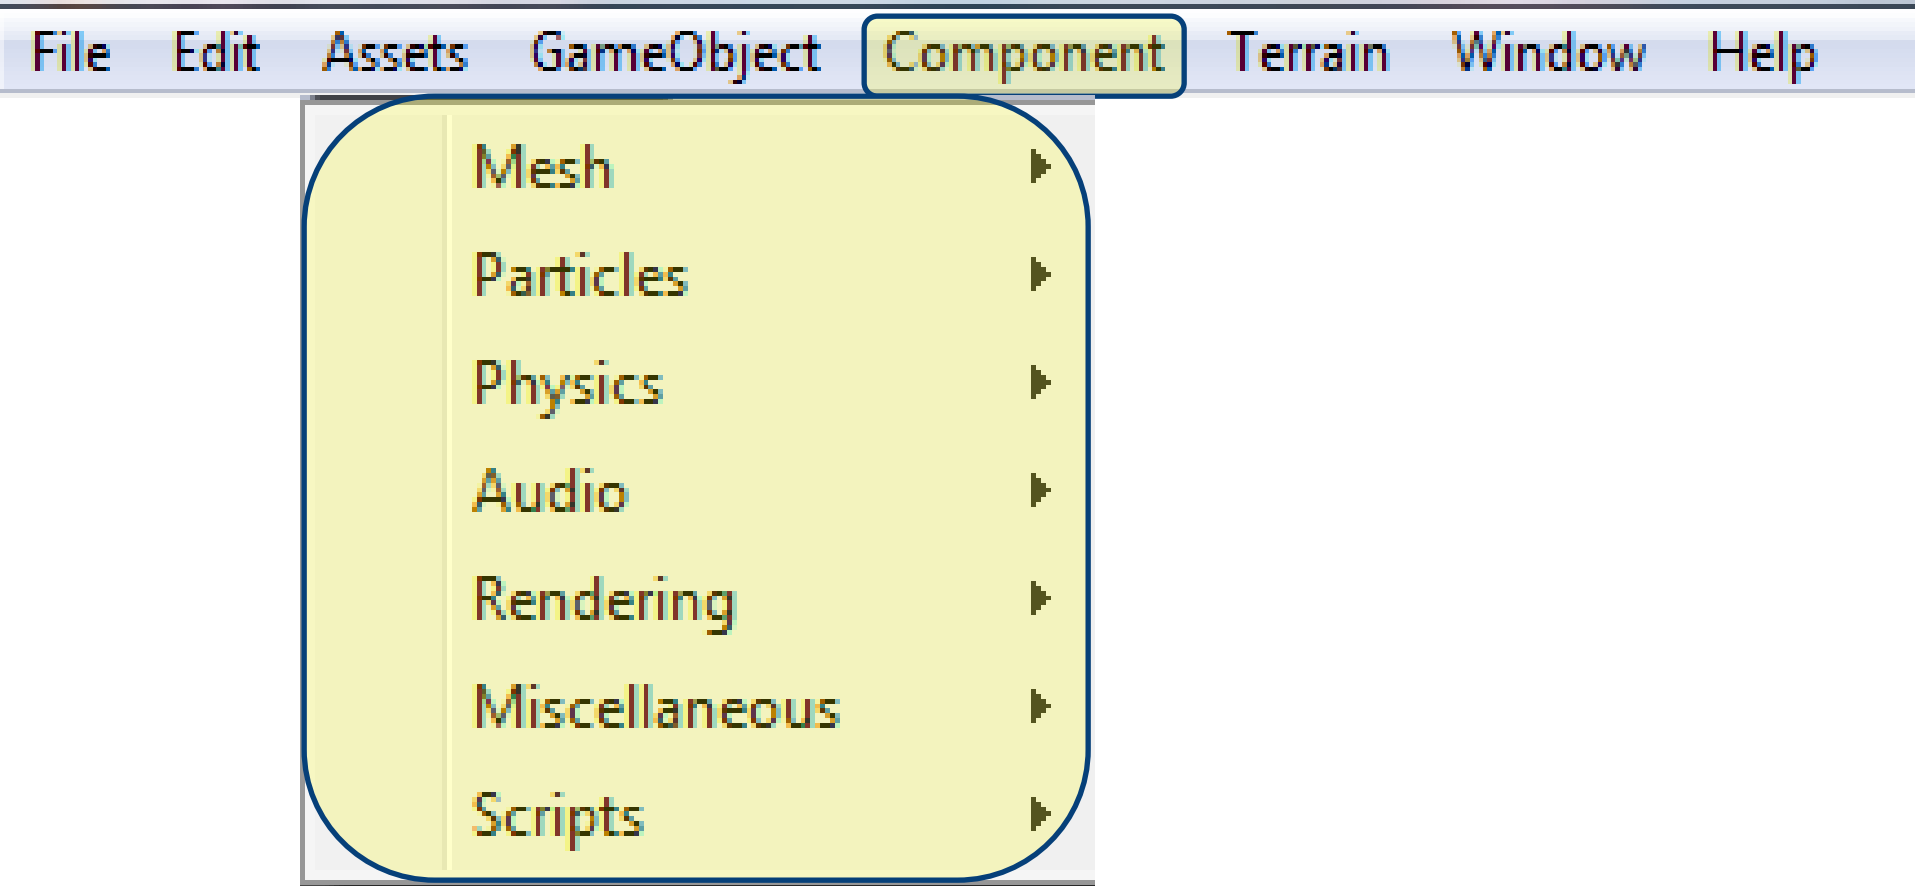 File Edit Assets GameObject Component Terrain Window Help
Mesh
Particles
Physics
Audio
Rendering
Miscellaneous
Scripts